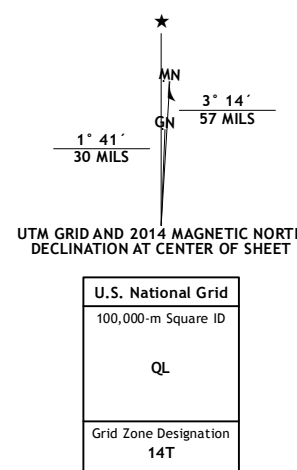 ★
MN
3° 14´
57 MILS
GN
1° 41´
30 MILS
UTM GRID AND 2014 MAGNETIC NORTH
DECLINATION AT CENTER OF SHEET
U.S. National Grid
100,000-m Square ID
QL
Grid Zone Designation
14T